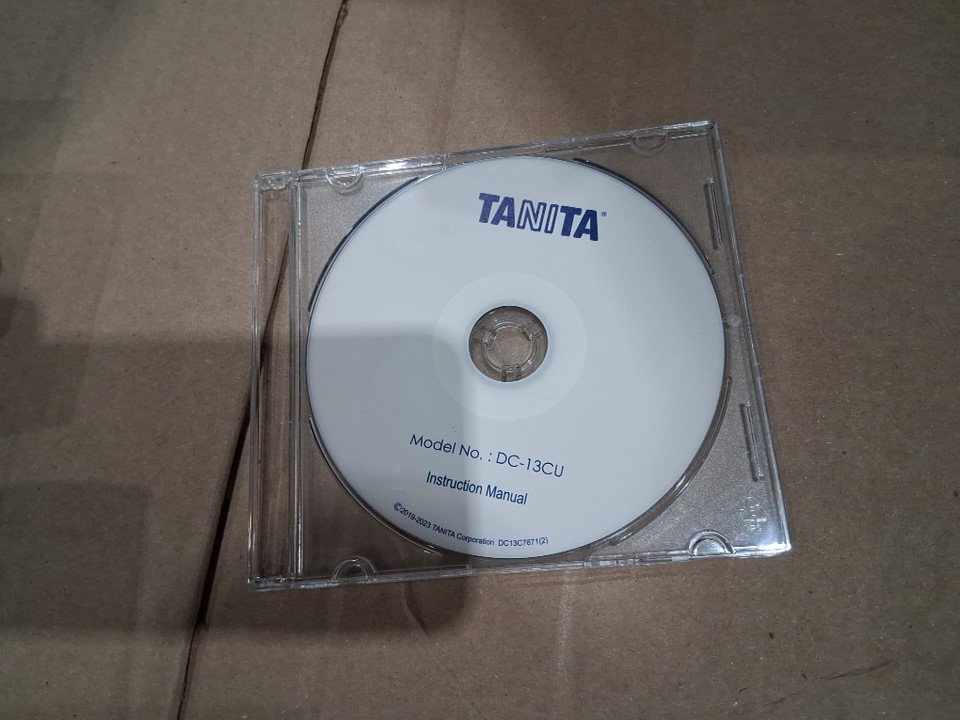 TANITA®
Model No. : DC-13CU
Instruction Manual
©2019-2023 TANITA Corporation DC13C7671(2)